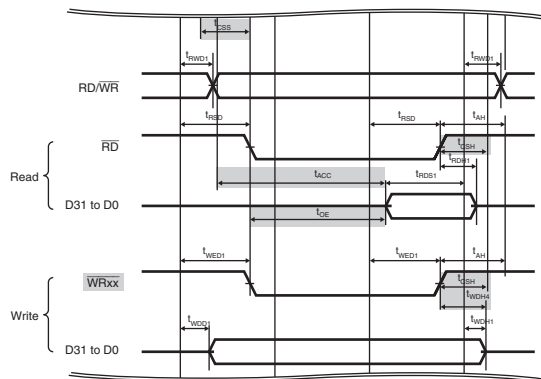 tCSS
tRWD1 tRWD1
RD/WR
tRSD tRSD tAH
RD
tCSH
tRDH1
Read
tACC tRDS1
D31 to D0
tOE
tWED1 tWED1 tAH
WRxx
tCSH
tWDH4
Write
tWDD1 tWDH1
D31 to D0